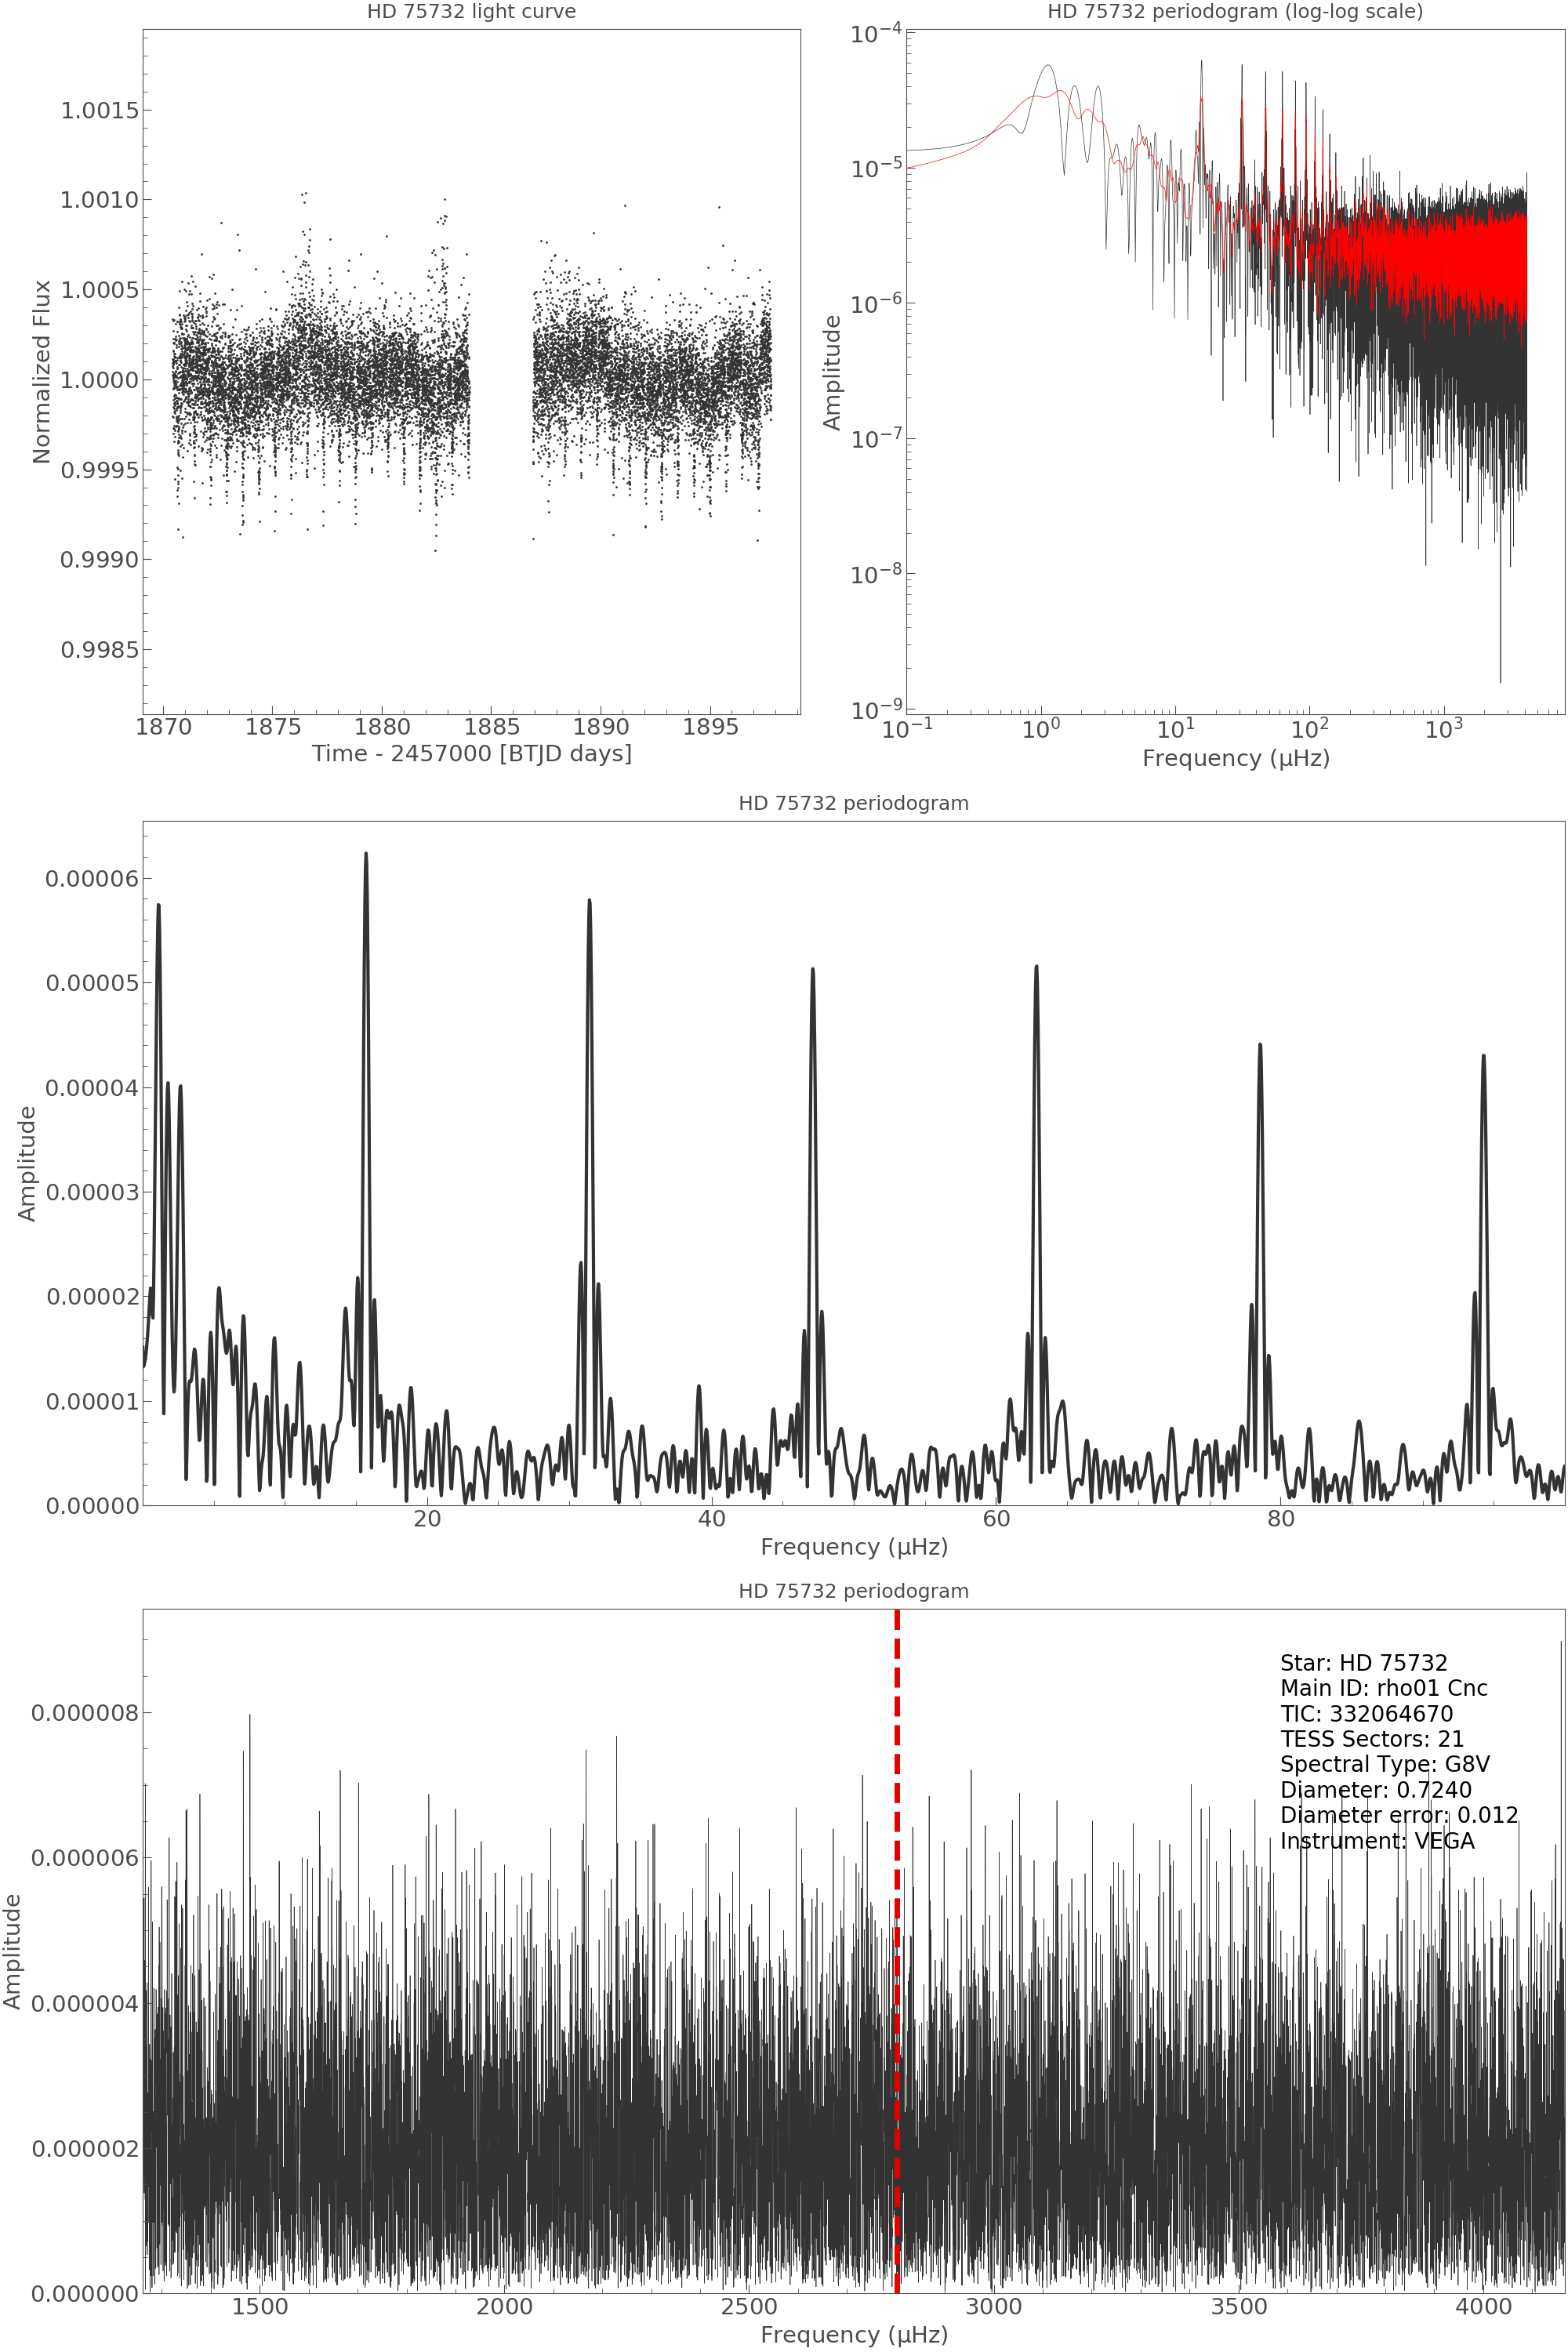 HD 75732 light curve
Normalized Flux
1.0015
1.0010
1.0005
1.0000
0.9995
0.9990
0.9985
1870 1875 1880 1885 1890 1895
Time - 2457000 [BTJD days]
HD 75732 periodogram (log-log scale)
Amplitude
10⁻⁴
10⁻⁵
10⁻⁶
10⁻⁷
10⁻⁸
10⁻⁹
10⁻¹ 10⁰ 10¹ 10² 10³
Frequency (μHz)
HD 75732 periodogram
Amplitude
0.00006
0.00005
0.00004
0.00003
0.00002
0.00001
0.00000
20 40 60 80
Frequency (μHz)
HD 75732 periodogram
Amplitude
0.000008
0.000006
0.000004
0.000002
0.000000
Star: HD 75732
Main ID: rho01 Cnc
TIC: 332064670
TESS Sectors: 21
Spectral Type: G8V
Diameter: 0.7240
Diameter error: 0.012
Instrument: VEGA
1500 2000 2500 3000 3500 4000
Frequency (μHz)